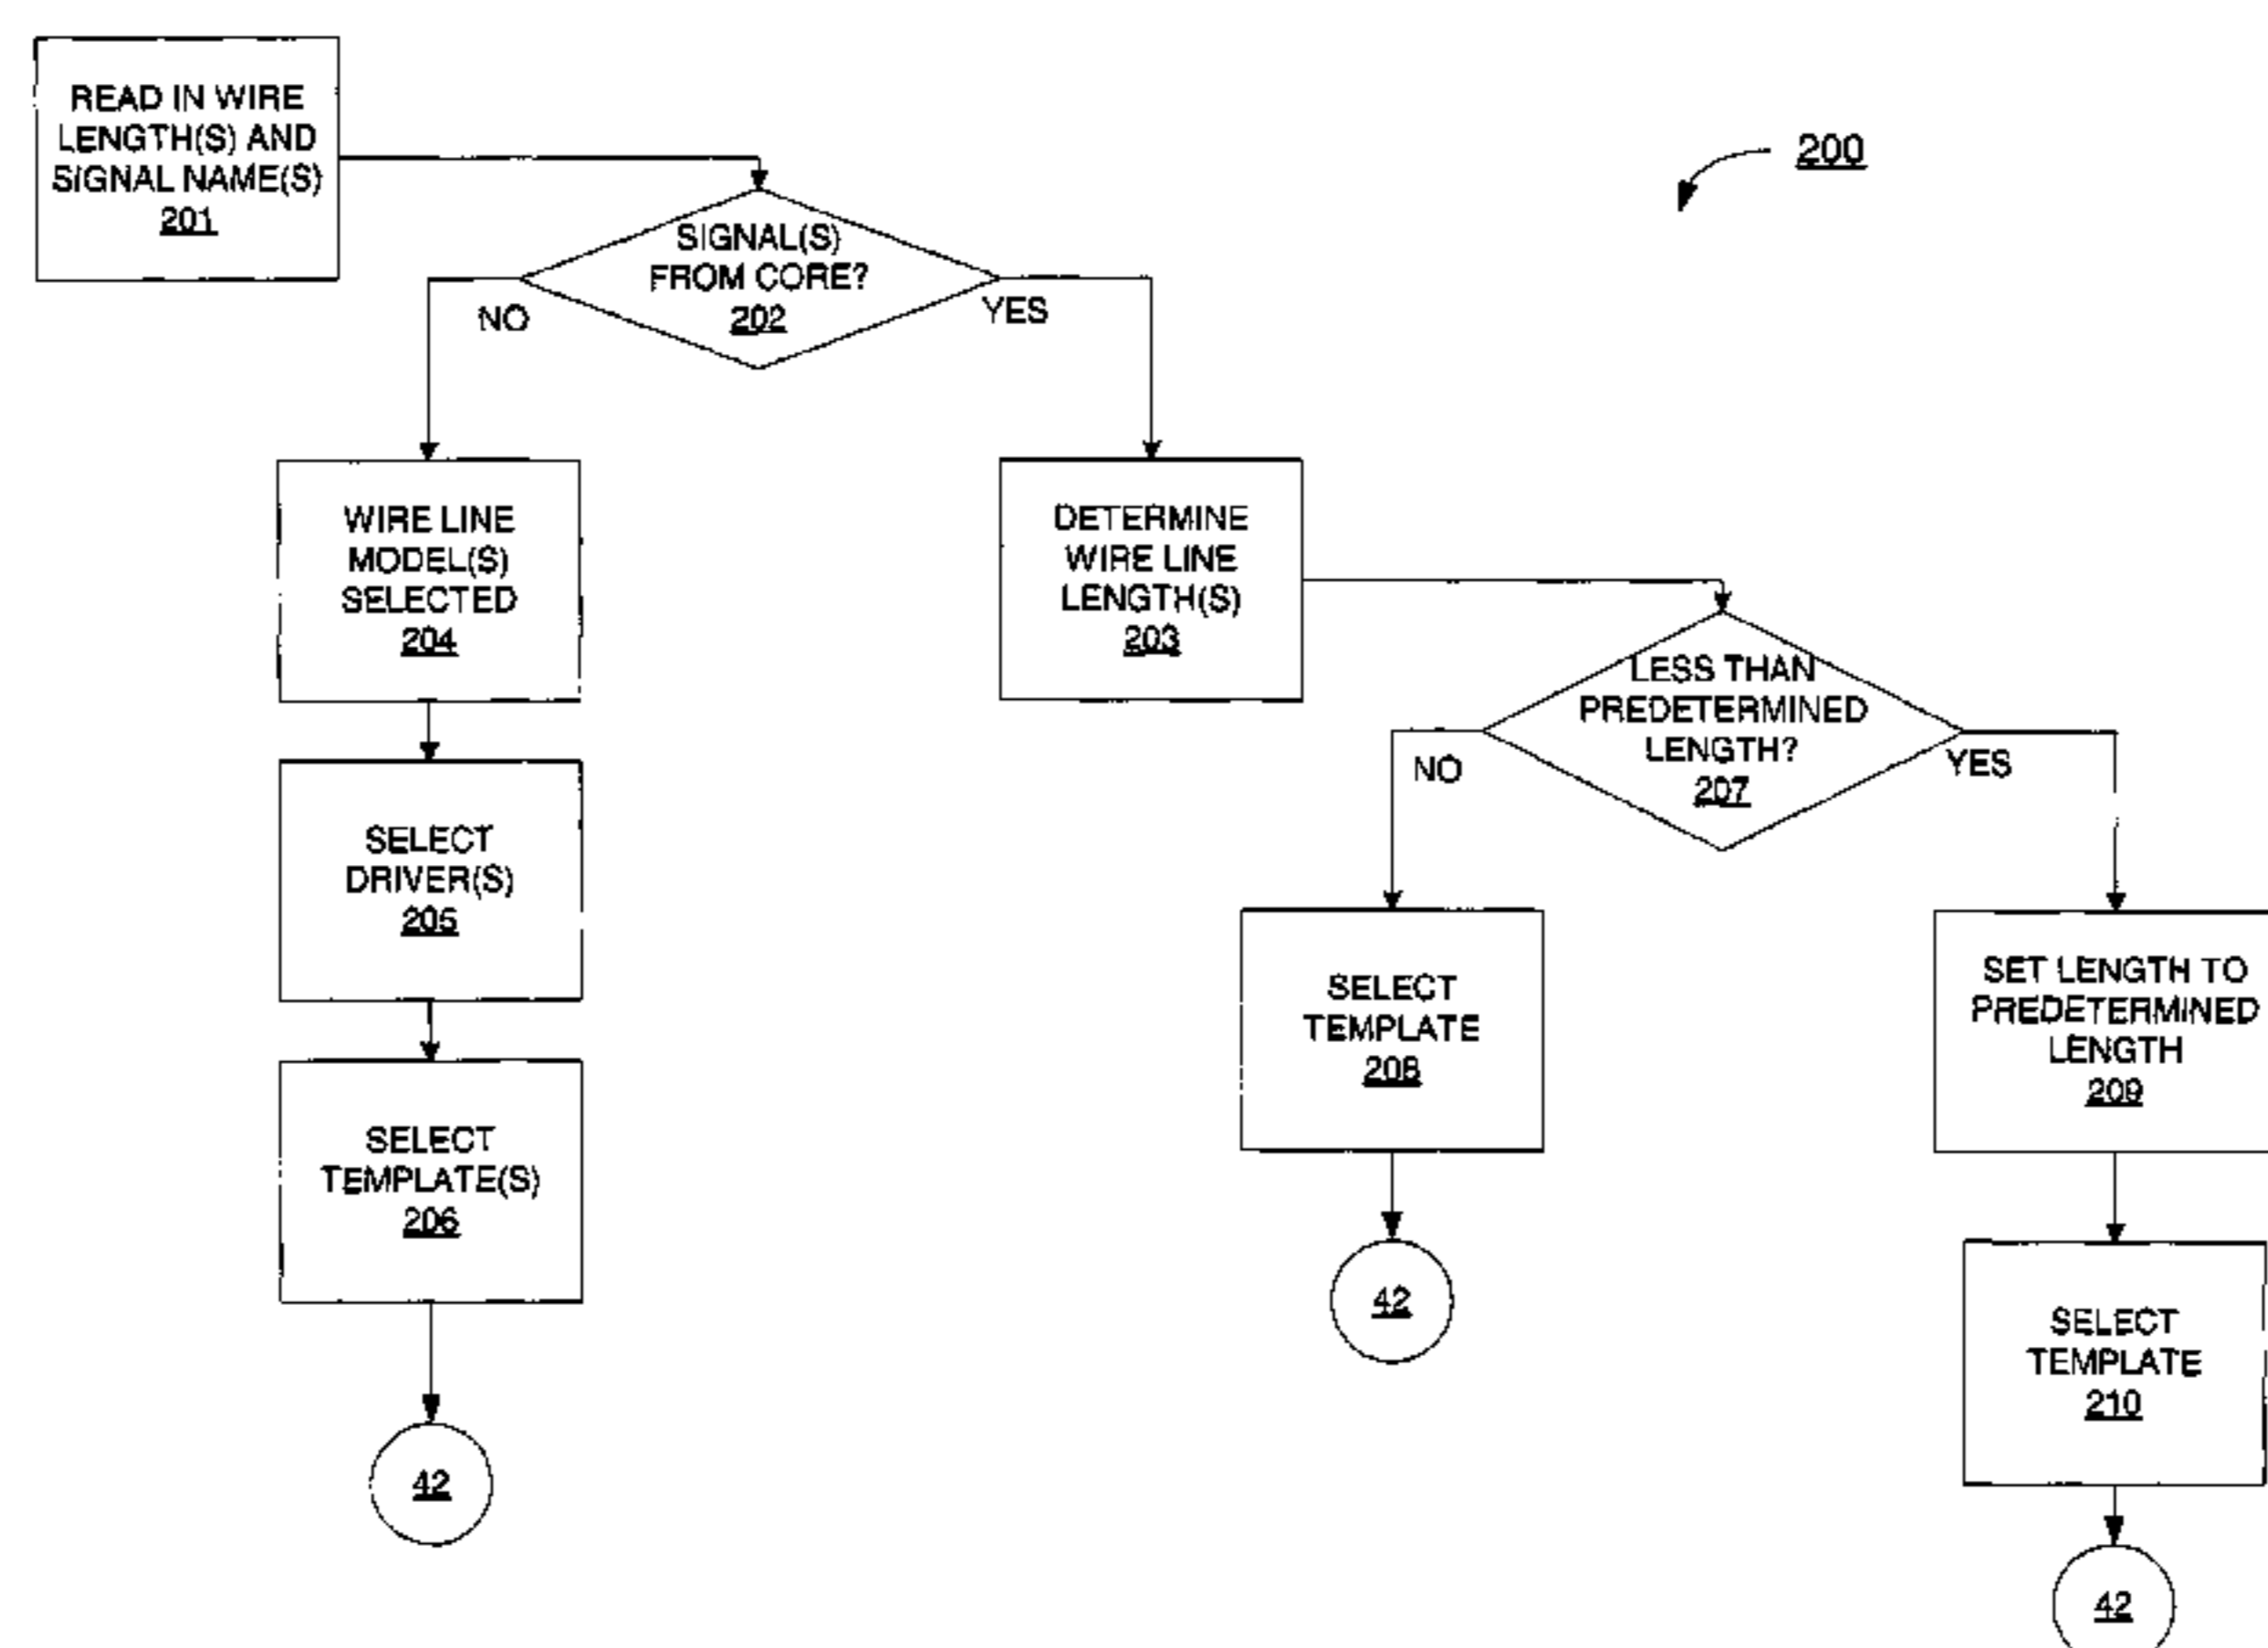 READ IN WIRE
LENGTH(S) AND
SIGNAL NAME(S)
201
200
SIGNAL(S)
FROM CORE?
202
NO
YES
WIRE LINE
MODEL(S)
SELECTED
204
DETERMINE
WIRE LINE
LENGTH(S)
203
LESS THAN
PREDETERMINED
LENGTH?
207
NO
YES
SELECT
DRIVER(S)
205
SELECT
TEMPLATE
208
SET LENGTH TO
PREDETERMINED
LENGTH
209
SELECT
TEMPLATE(S)
206
42
SELECT
TEMPLATE
210
42
42